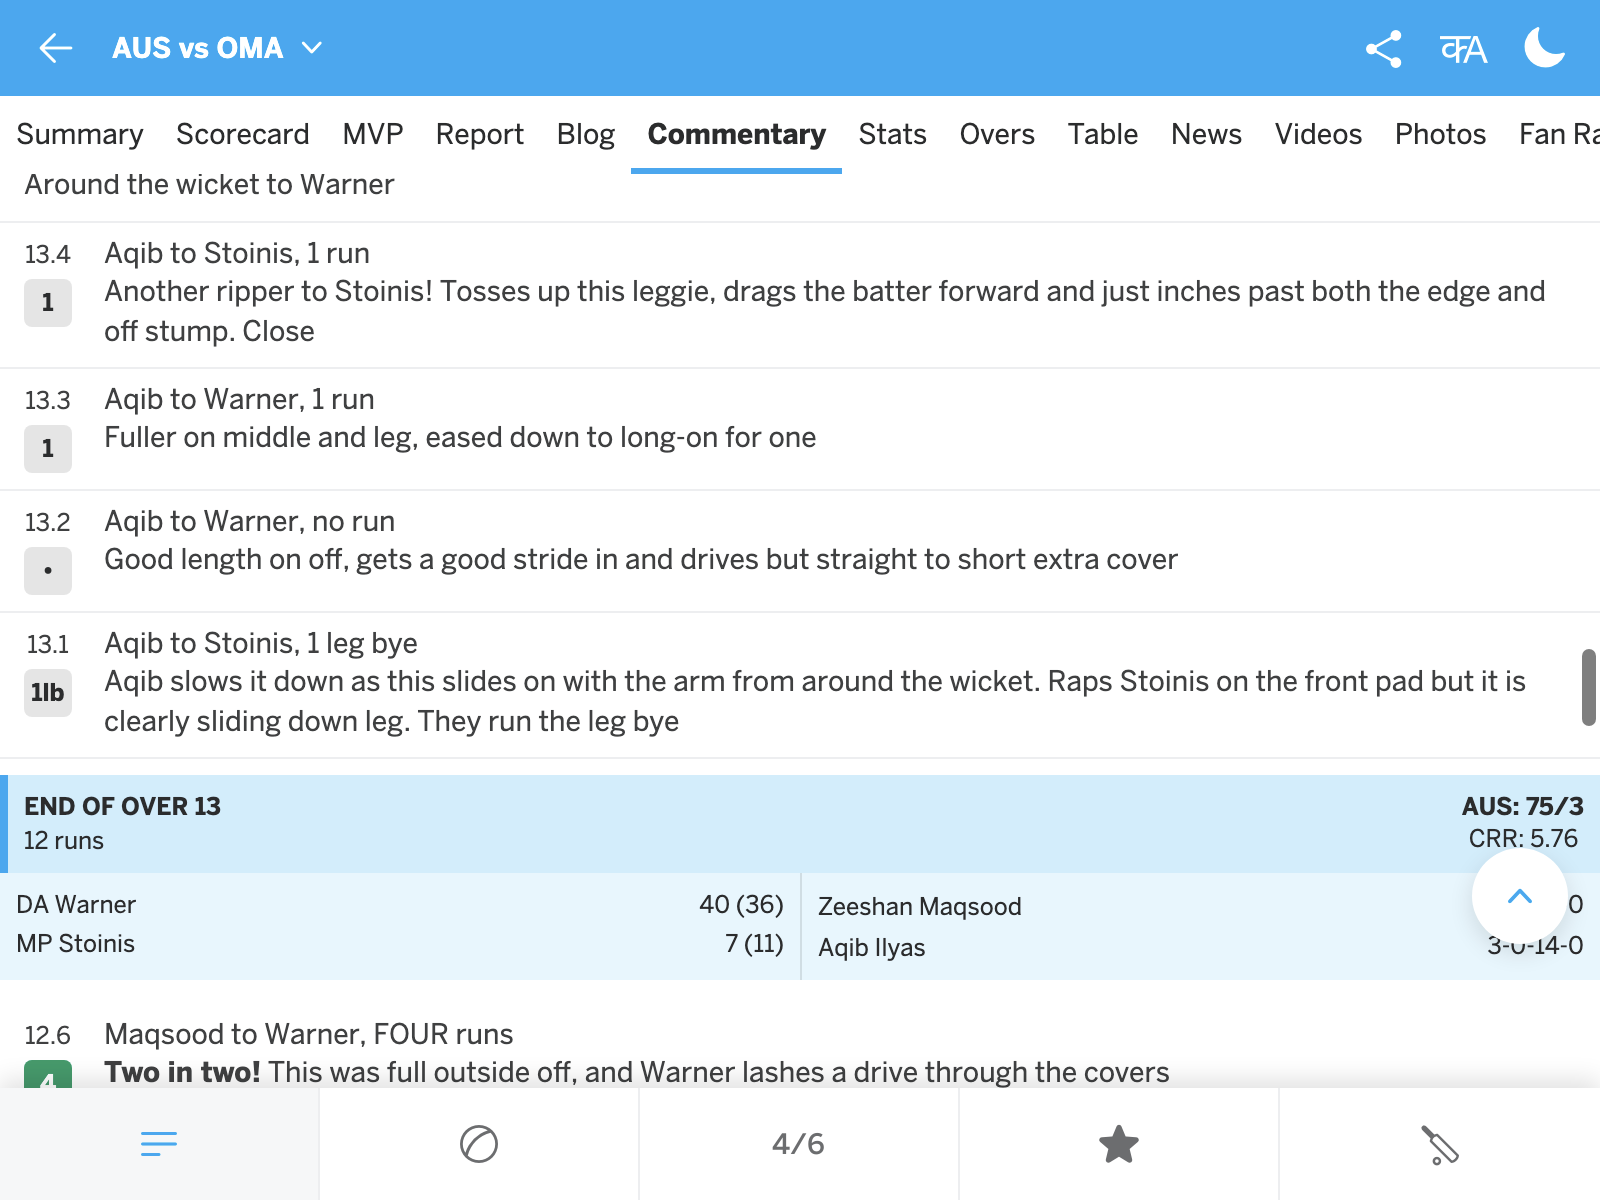 AUS vs OMA
Summary Scorecard MVP Report Blog Commentary Stats Overs Table News Videos Photos Fan Ra
Around the wicket to Warner
13.4 Aqib to Stoinis, 1 run
1 Another ripper to Stoinis! Tosses up this leggie, drags the batter forward and just inches past both the edge and
off stump. Close
13.3 Aqib to Warner, 1 run
1 Fuller on middle and leg, eased down to long-on for one
13.2 Aqib to Warner, no run
• Good length on off, gets a good stride in and drives but straight to short extra cover
13.1 Aqib to Stoinis, 1 leg bye
1lb Aqib slows it down as this slides on with the arm from around the wicket. Raps Stoinis on the front pad but it is
clearly sliding down leg. They run the leg bye
END OF OVER 13 AUS: 75/3
12 runs CRR: 5.76
DA Warner 40 (36) Zeeshan Maqsood 0
MP Stoinis 7 (11) Aqib Ilyas 3-0-14-0
12.6 Maqsood to Warner, FOUR runs
4 Two in two! This was full outside off, and Warner lashes a drive through the covers
4/6